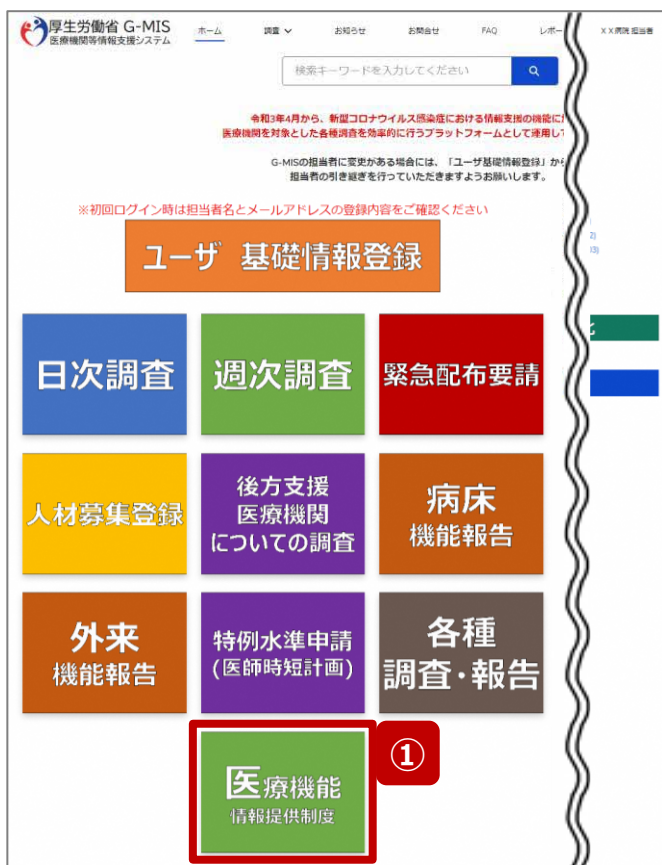 厚生労働省 G-MIS
医療機関等情報支援システム
ホーム 調査 お知らせ お問合せ FAQ レポー XX病院 担当者
検索キーワードを入力してください
令和3年4月から、新型コロナウイルス感染症における情報支援の機能に
医療機関を対象とした各種調査を効率的に行うプラットフォームとして運用し
G-MISの担当者に変更がある場合には、「ユーザ基礎情報登録」か
担当者の引き継ぎを行っていただきますようお願いします。
※初回ログイン時は担当者名とメールアドレスの登録内容をご確認ください
2)
ユーザ 基礎情報登録
日次調査
週次調査
緊急配布要請
人材募集登録
後方支援
医療機関
についての調査
病床
機能報告
外来
機能報告
特例水準申請
(医師時短計画)
各種
調査・報告
①
医療機能
情報提供制度